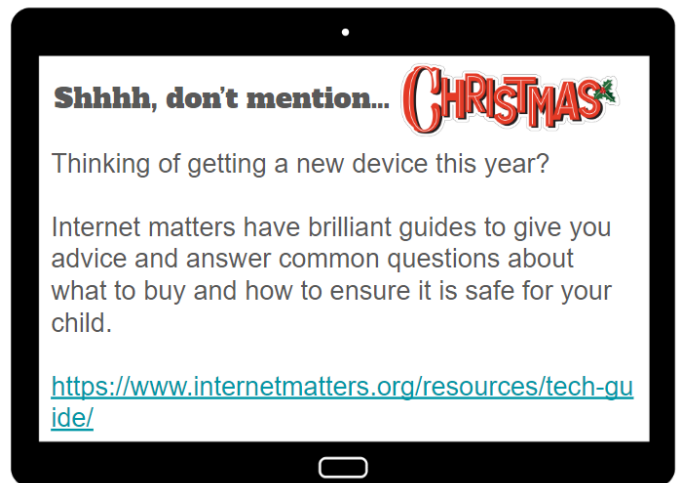 Shhhh, don't mention... CHRISTMAS
Thinking of getting a new device this year?
Internet matters have brilliant guides to give you
advice and answer common questions about
what to buy and how to ensure it is safe for your
child.
https://www.internetmatters.org/resources/tech-gu
ide/